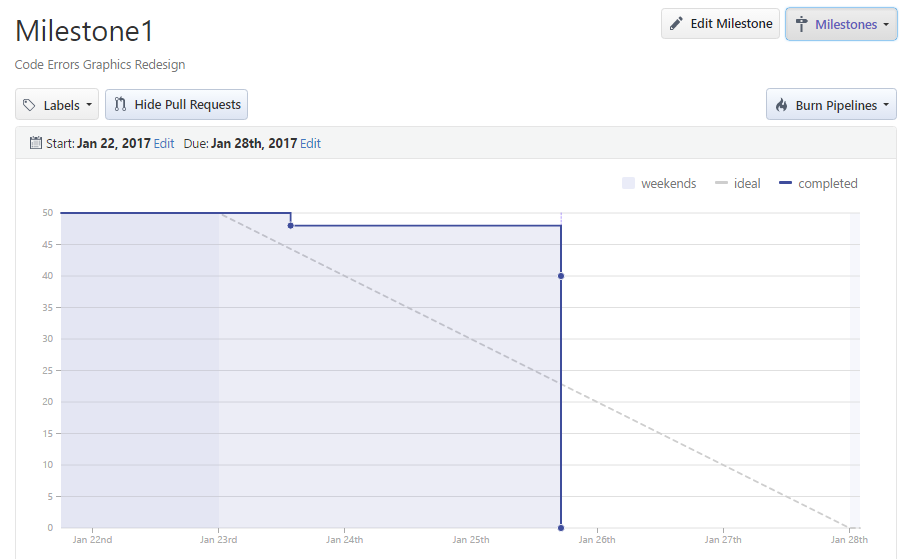 Milestone1
Edit Milestone
Milestones
Code Errors Graphics Redesign
Labels
Hide Pull Requests
Burn Pipelines
Start: Jan 22, 2017 Edit Due: Jan 28th, 2017 Edit
weekends ideal completed
50
45
40
35
30
25
20
15
10
5
0
Jan 22nd Jan 23rd Jan 24th Jan 25th Jan 26th Jan 27th Jan 28th